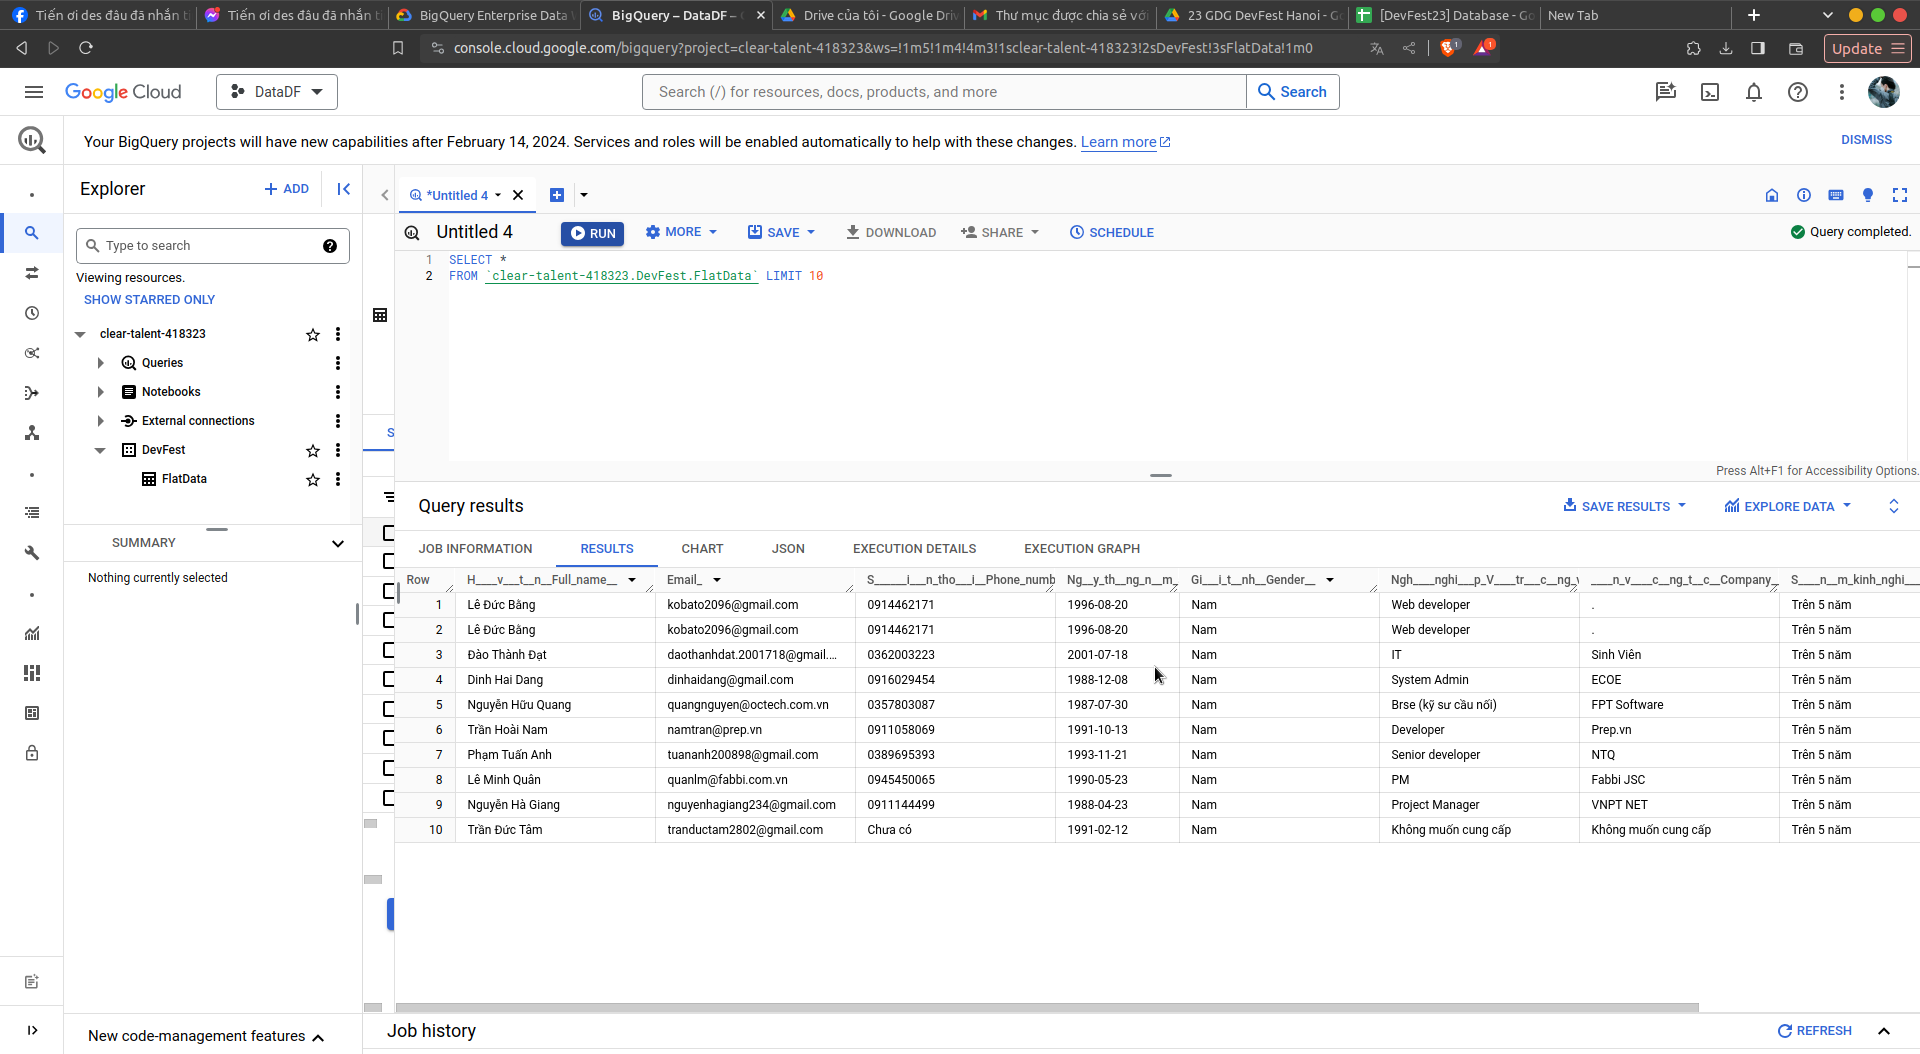 Tiến ơi des đâu đã nhắn t
Tiến ơi des đâu đã nhắn t
BigQuery Enterprise Data
BigQuery – DataDF –
Drive của tôi - Google Dri
Thư mục được chia sẻ vớ
23 GDG DevFest Hanoi - G
[DevFest23] Database - Go
New Tab
console.cloud.google.com/bigquery?project=clear-talent-418323&ws=!1m5!1m4!4m3!1sclear-talent-418323!2sDevFest!3sFlatData!1m0
1
1
Update
Google Cloud
DataDF
Search (/) for resources, docs, products, and more
Search
Your BigQuery projects will have new capabilities after February 14, 2024. Services and roles will be enabled automatically to help with these changes. Learn more
DISMISS
Explorer
+ ADD
*Untitled 4
Type to search
Untitled 4
RUN
MORE
SAVE
DOWNLOAD
SHARE
SCHEDULE
Query completed.
Viewing resources.
SHOW STARRED ONLY
1 SELECT *
2 FROM `clear-talent-418323.DevFest.FlatData` LIMIT 10
clear-talent-418323
Queries
Notebooks
External connections
DevFest
FlatData
S
Press Alt+F1 for Accessibility Options.
SUMMARY
Nothing currently selected
Query results
SAVE RESULTS
EXPLORE DATA
JOB INFORMATION
RESULTS
CHART
JSON
EXECUTION DETAILS
EXECUTION GRAPH
Row H____v___t__n__Full_name__ Email_ S______i___n_tho___i__Phone_numb Ng__y_th__ng_n__m_ Gi___i_t__nh__Gender__ Ngh____nghi___p_V____tr___c__ng_v ____n_v____c__ng_t__c__Company_ S____n__m_kinh_nghi___
1 Lê Đức Bằng kobato2096@gmail.com 0914462171 1996-08-20 Nam Web developer . Trên 5 năm
2 Lê Đức Bằng kobato2096@gmail.com 0914462171 1996-08-20 Nam Web developer . Trên 5 năm
3 Đào Thành Đạt daothanhdat.2001718@gmail.... 0362003223 2001-07-18 Nam IT Sinh Viên Trên 5 năm
4 Dinh Hai Dang dinhaidang@gmail.com 0916029454 1988-12-08 Nam System Admin ECOE Trên 5 năm
5 Nguyễn Hữu Quang quangnguyen@octech.com.vn 0357803087 1987-07-30 Nam Brse (kỹ sư cầu nối) FPT Software Trên 5 năm
6 Trần Hoài Nam namtran@prep.vn 0911058069 1991-10-13 Nam Developer Prep.vn Trên 5 năm
7 Phạm Tuấn Anh tuananh200898@gmail.com 0389695393 1993-11-21 Nam Senior developer NTQ Trên 5 năm
8 Lê Minh Quân quanlm@fabbi.com.vn 0945450065 1990-05-23 Nam PM Fabbi JSC Trên 5 năm
9 Nguyễn Hà Giang nguyenhagiang234@gmail.com 0911144499 1988-04-23 Nam Project Manager VNPT NET Trên 5 năm
10 Trần Đức Tâm tranductam2802@gmail.com Chưa có 1991-02-12 Nam Không muốn cung cấp Không muốn cung cấp Trên 5 năm
New code-management features
Job history
REFRESH